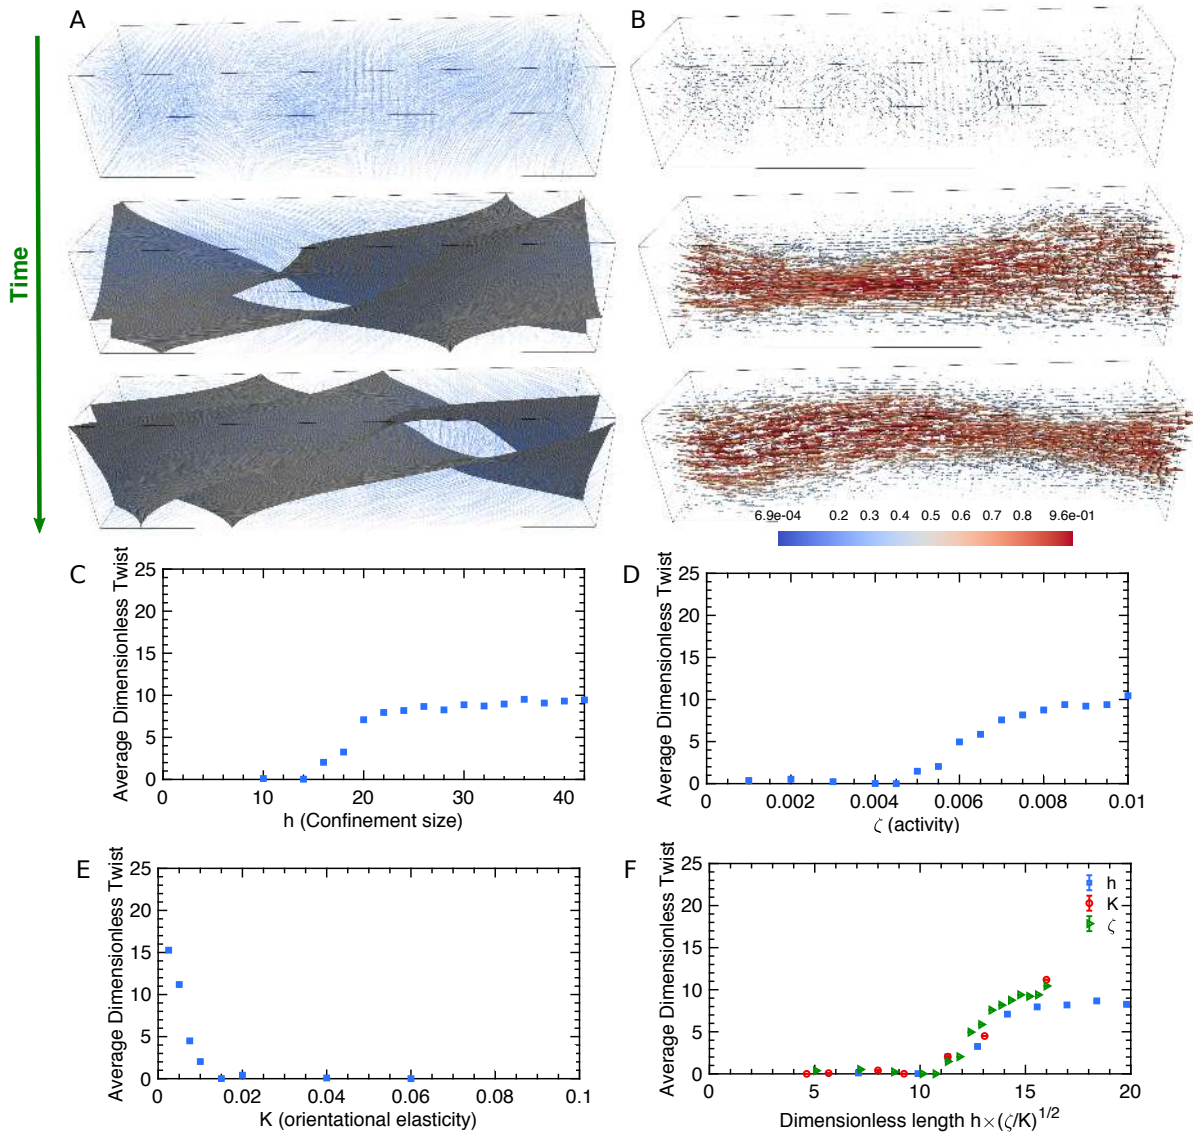 A
B
Time
6.9e-04 0.2 0.3 0.4 0.5 0.6 0.7 0.8 9.6e-01
C
Average Dimensionless Twist
25
20
15
10
5
0
0 10 20 30 40
h (Confinement size)
D
Average Dimensionless Twist
25
20
15
10
5
0
0 0.002 0.004 0.006 0.008 0.01
ζ (activity)
E
Average Dimensionless Twist
25
20
15
10
5
0
0 0.02 0.04 0.06 0.08 0.1
K (orientational elasticity)
F
Average Dimensionless Twist
25
20
15
10
5
0
0 5 10 15 20
Dimensionless length h×(ζ/K)^1/2
h
K
ζ